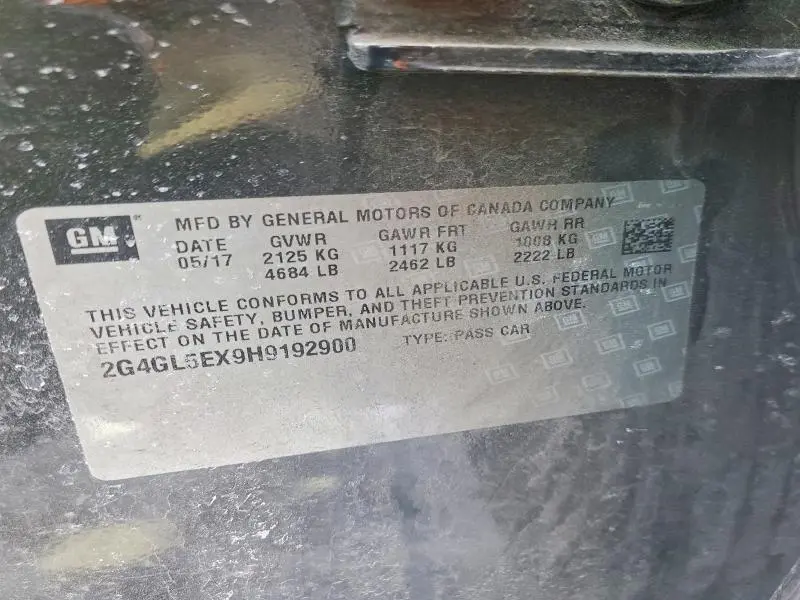 GM
MFD BY GENERAL MOTORS OF CANADA COMPANY
DATE GVWR GAWR FRT GAWR RR
05/17 2125 KG 1117 KG 1008 KG
4684 LB 2462 LB 2222 LB
THIS VEHICLE CONFORMS TO ALL APPLICABLE U.S. FEDERAL MOTOR
VEHICLE SAFETY, BUMPER, AND THEFT PREVENTION STANDARDS IN
EFFECT ON THE DATE OF MANUFACTURE SHOWN ABOVE.
2G4GL5EX9H9192900 TYPE: PASS CAR